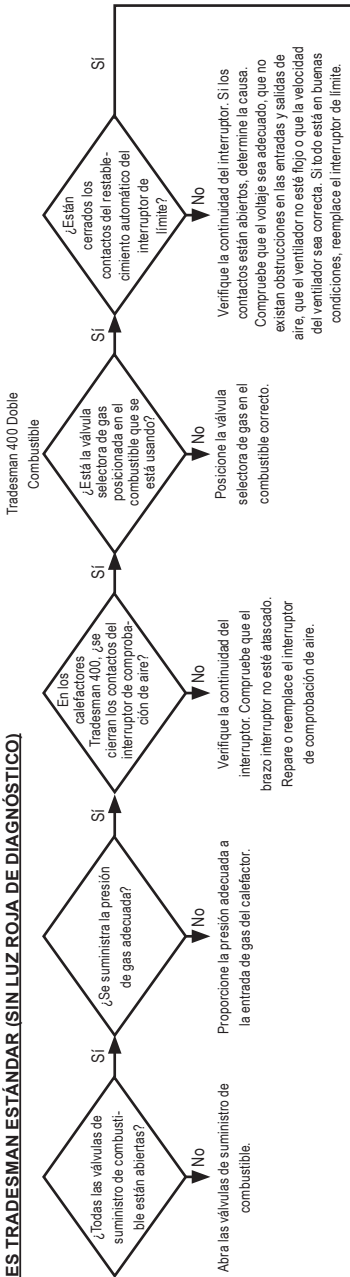 ES TRADESMAN ESTÁNDAR (SIN LUZ ROJA DE DIAGNÓSTICO)
¿Todas las válvulas de
suministro de combusti-
ble están abiertas?
Sí
No
Abra las válvulas de suministro de
combustible.
¿Se suministra la presión
de gas adecuada?
Sí
No
Proporcione la presión adecuada a
la entrada de gas del calefactor.
En los
calefactores
Tradesman 400, ¿se
cierran los contactos del
interruptor de comproba-
ción de aire?
Sí
No
Verifique la continuidad del
interruptor. Compruebe que el
brazo interruptor no esté atascado.
Repare o reemplace el interruptor
de comprobación de aire.
Tradesman 400 Doble
Combustible
¿Está la válvula
selectora de gas
posicionada en el
combustible que se
está usando?
Sí
No
Posicione la válvula
selectora de gas en el
combustible correcto.
¿Están
cerrados los
contactos del restable-
cimiento automático del
interruptor de
límite?
Sí
No
Verifique la continuidad del interruptor. Si los
contactos están abiertos, determine la causa.
Compruebe que el voltaje sea adecuado, que no
existan obstrucciones en las entradas y salidas de
aire, que el ventilador no esté flojo o que la velocidad
del ventilador sea correcta. Si todo está en buenas
condiciones, reemplace el interruptor de límite.